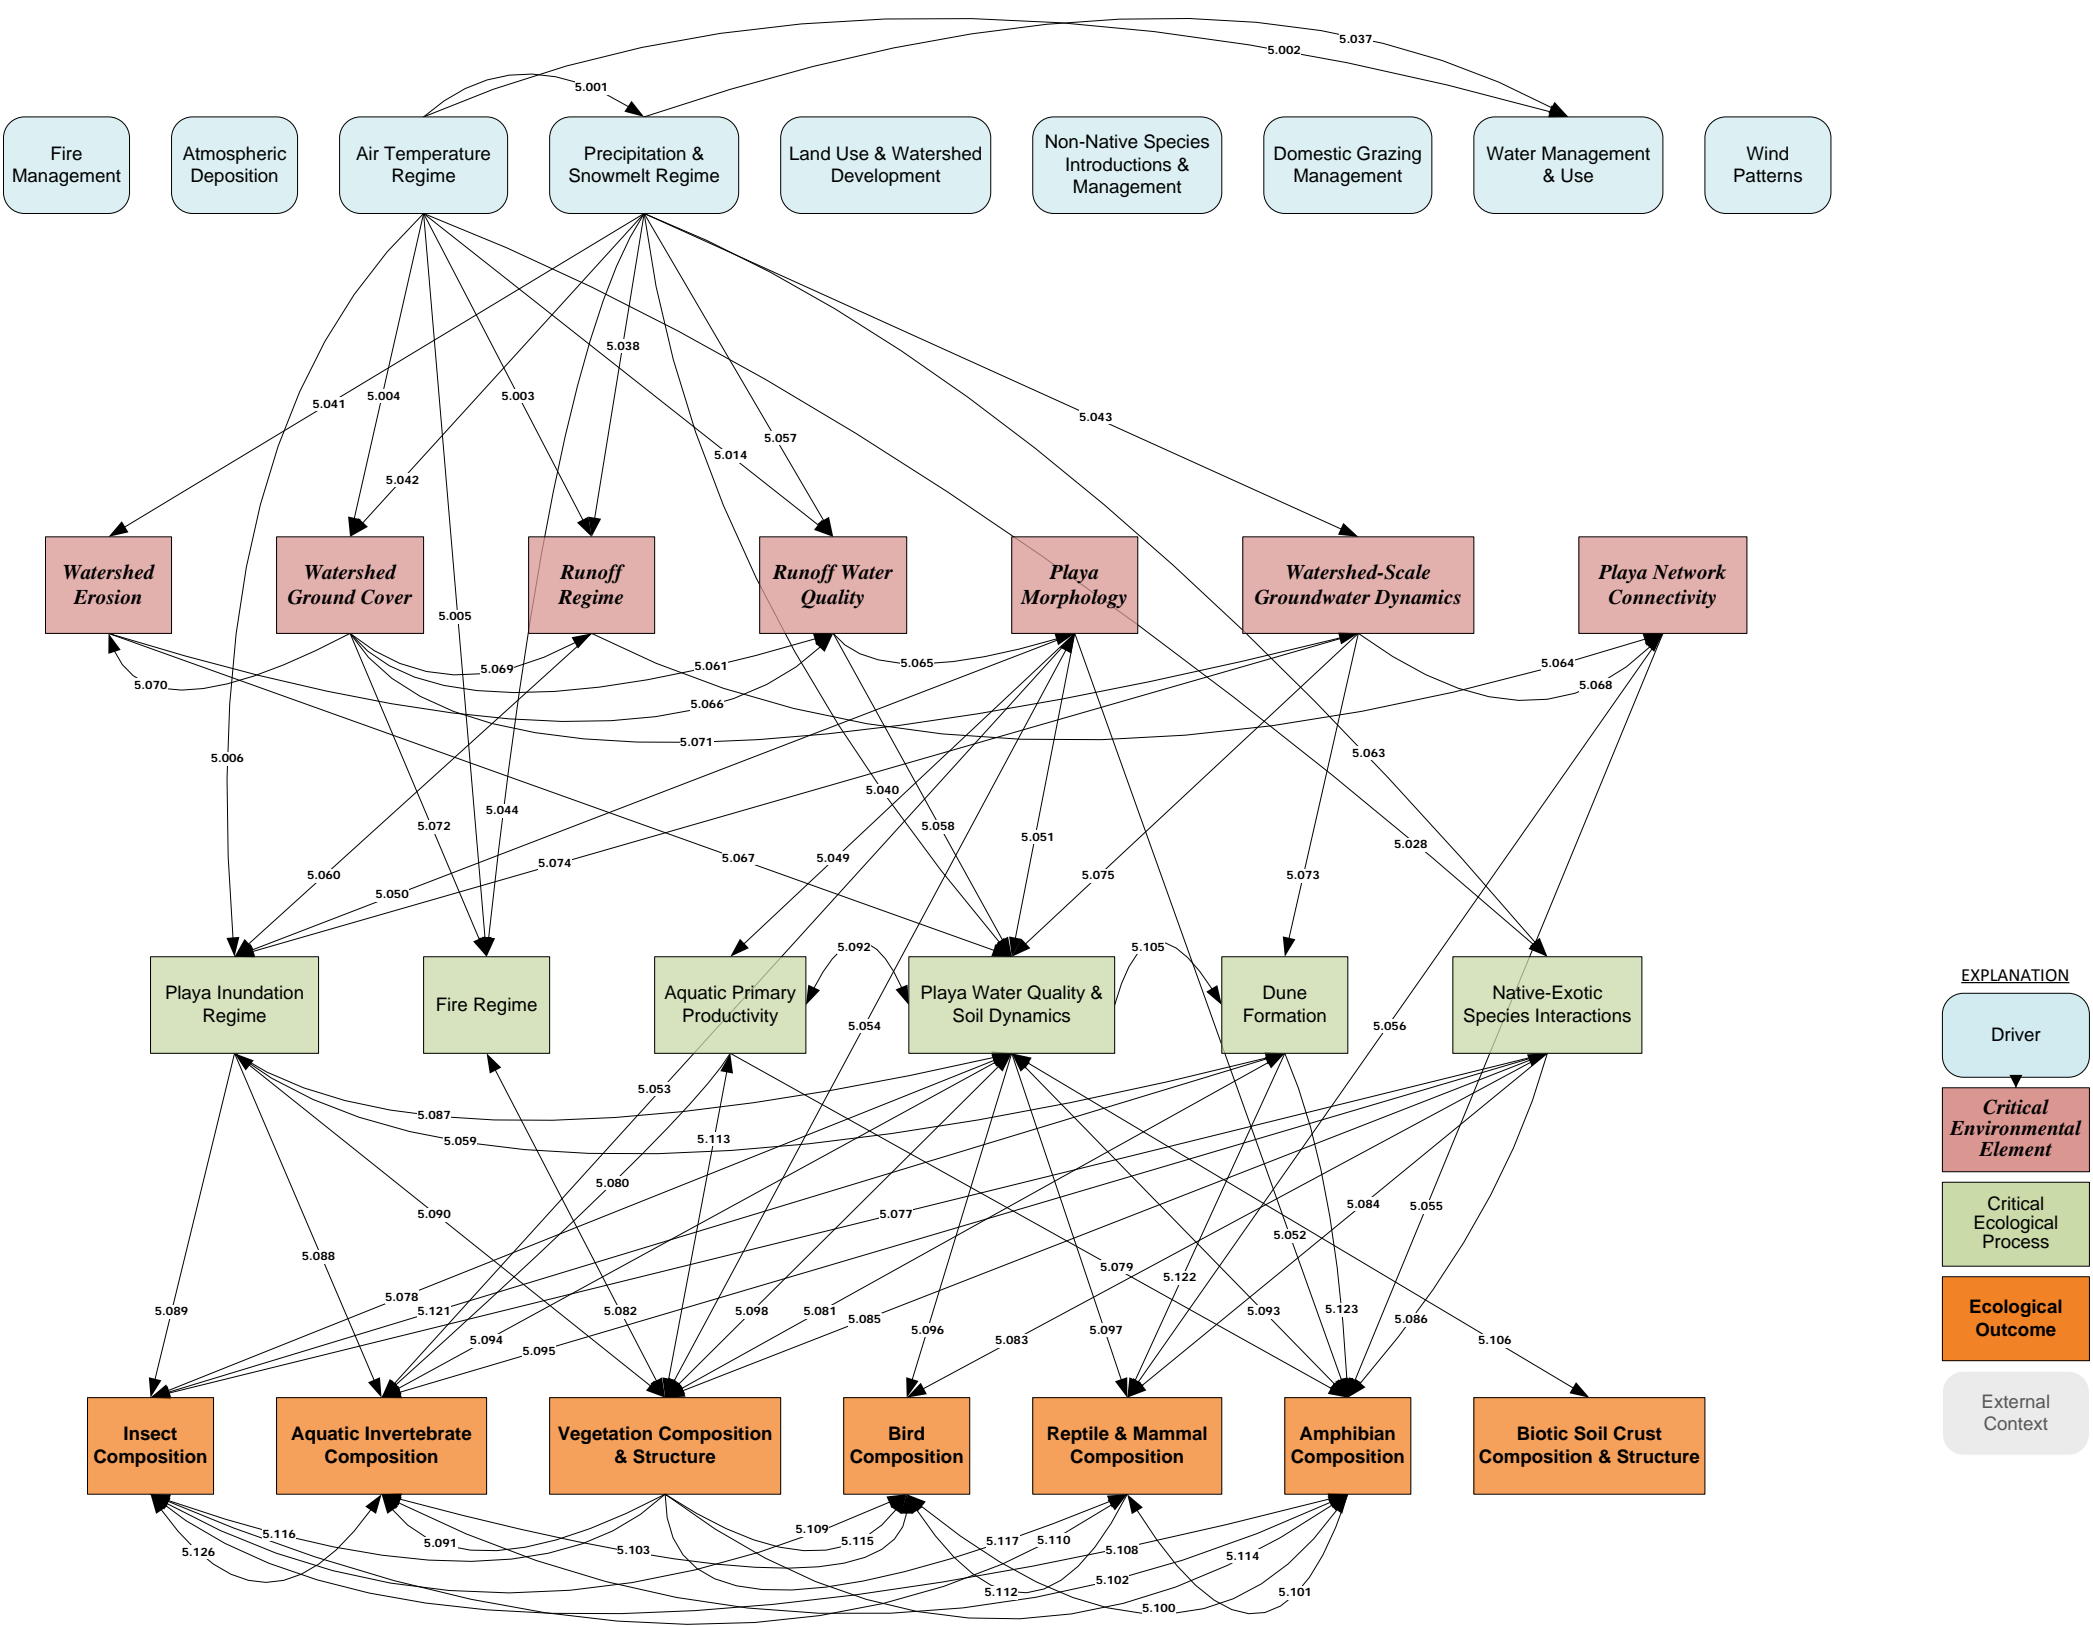 5.037
5.002
5.001
Fire
Management
Atmospheric
Deposition
Air Temperature
Regime
Precipitation &
Snowmelt Regime
Land Use & Watershed
Development
Non-Native Species
Introductions &
Management
Domestic Grazing
Management
Water Management
& Use
Wind
Patterns
5.038
5.004
5.003
5.041
5.043
5.057
5.014
5.042
Watershed
Erosion
Watershed
Ground Cover
Runoff
Regime
Runoff Water
Quality
Playa
Morphology
Watershed-Scale
Groundwater Dynamics
Playa Network
Connectivity
5.005
5.069
5.061
5.065
5.064
5.070
5.068
5.066
5.071
5.063
5.006
5.040
5.044
5.072
5.058
5.051
5.028
5.067
5.049
5.074
5.060
5.075
5.073
5.050
5.092
5.105
Playa Inundation
Regime
Fire Regime
Aquatic Primary
Productivity
Playa Water Quality &
Soil Dynamics
Dune
Formation
Native-Exotic
Species Interactions
5.054
5.056
5.053
5.087
5.059
5.113
5.080
5.090
5.077
5.084
5.055
5.052
5.088
5.079
5.122
5.078
5.121
5.089
5.082
5.098
5.081
5.085
5.093
5.123
5.086
5.096
5.097
5.094
5.095
5.083
5.106
Insect
Composition
Aquatic Invertebrate
Composition
Vegetation Composition
& Structure
Bird
Composition
Reptile & Mammal
Composition
Amphibian
Composition
Biotic Soil Crust
Composition & Structure
5.116
5.126
5.091
5.103
5.109
5.115
5.117
5.110
5.108
5.114
5.102
5.112
5.101
5.100
EXPLANATION
Driver
Critical
Environmental
Element
Critical
Ecological
Process
Ecological
Outcome
External
Context